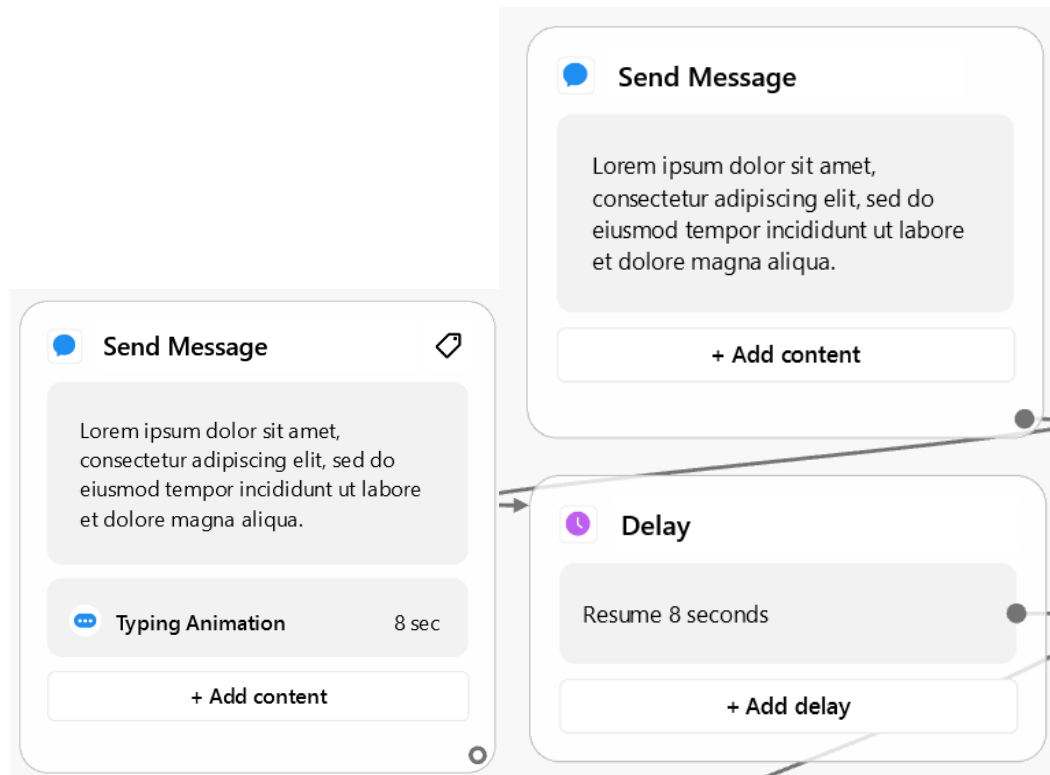 Send Message
Lorem ipsum dolor sit amet,
consectetur adipiscing elit, sed do
eiusmod tempor incididunt ut labore
et dolore magna aliqua.
Typing Animation 8 sec
+ Add content
Send Message
Lorem ipsum dolor sit amet,
consectetur adipiscing elit, sed do
eiusmod tempor incididunt ut labore
et dolore magna aliqua.
+ Add content
Delay
Resume 8 seconds
+ Add delay